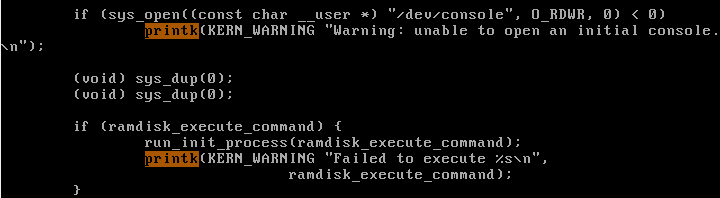 if (sys_open((const char __user *) "/dev/console", O_RDWR, 0) < 0)
printk(KERN_WARNING "Warning: unable to open an initial console.
\n");
(void) sys_dup(0);
(void) sys_dup(0);
if (ramdisk_execute_command) {
run_init_process(ramdisk_execute_command);
printk(KERN_WARNING "Failed to execute %s\n",
ramdisk_execute_command);
}